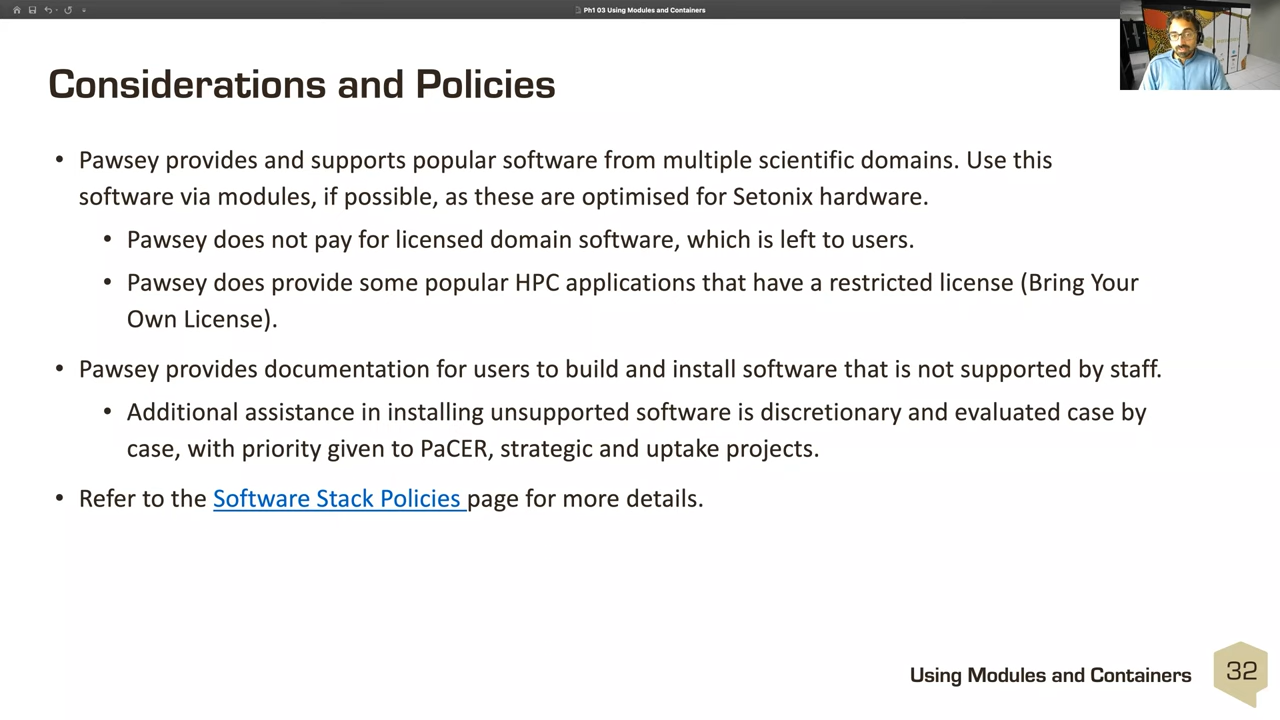 Ph1 03 Using Modules and Containers
Considerations and Policies
• Pawsey provides and supports popular software from multiple scientific domains. Use this
software via modules, if possible, as these are optimised for Setonix hardware.
• Pawsey does not pay for licensed domain software, which is left to users.
• Pawsey does provide some popular HPC applications that have a restricted license (Bring Your
Own License).
• Pawsey provides documentation for users to build and install software that is not supported by staff.
• Additional assistance in installing unsupported software is discretionary and evaluated case by
case, with priority given to PaCER, strategic and uptake projects.
• Refer to the Software Stack Policies page for more details.
Using Modules and Containers
32